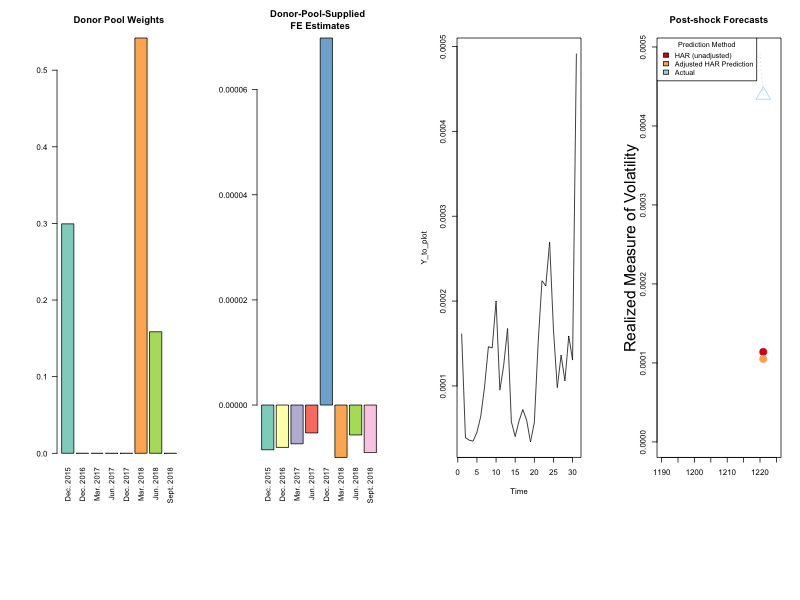 Donor Pool Weights
0.5
0.4
0.3
0.2
0.1
0.0
Dec. 2015
Dec. 2016
Mar. 2017
Jun. 2017
Dec. 2017
Mar. 2018
Jun. 2018
Sept. 2018
Donor-Pool-Supplied
FE Estimates
0.00006
0.00004
0.00002
0.00000
Dec. 2015
Dec. 2016
Mar. 2017
Jun. 2017
Dec. 2017
Mar. 2018
Jun. 2018
Sept. 2018
Y_to_plot
0.0005
0.0004
0.0003
0.0002
0.0001
0 5 10 15 20 25 30
Time
Post-shock Forecasts
Realized Measure of Volatility
0.0005
0.0004
0.0003
0.0002
0.0001
0.0000
Prediction Method
HAR (unadjusted)
Adjusted HAR Prediction
Actual
1190 1200 1210 1220